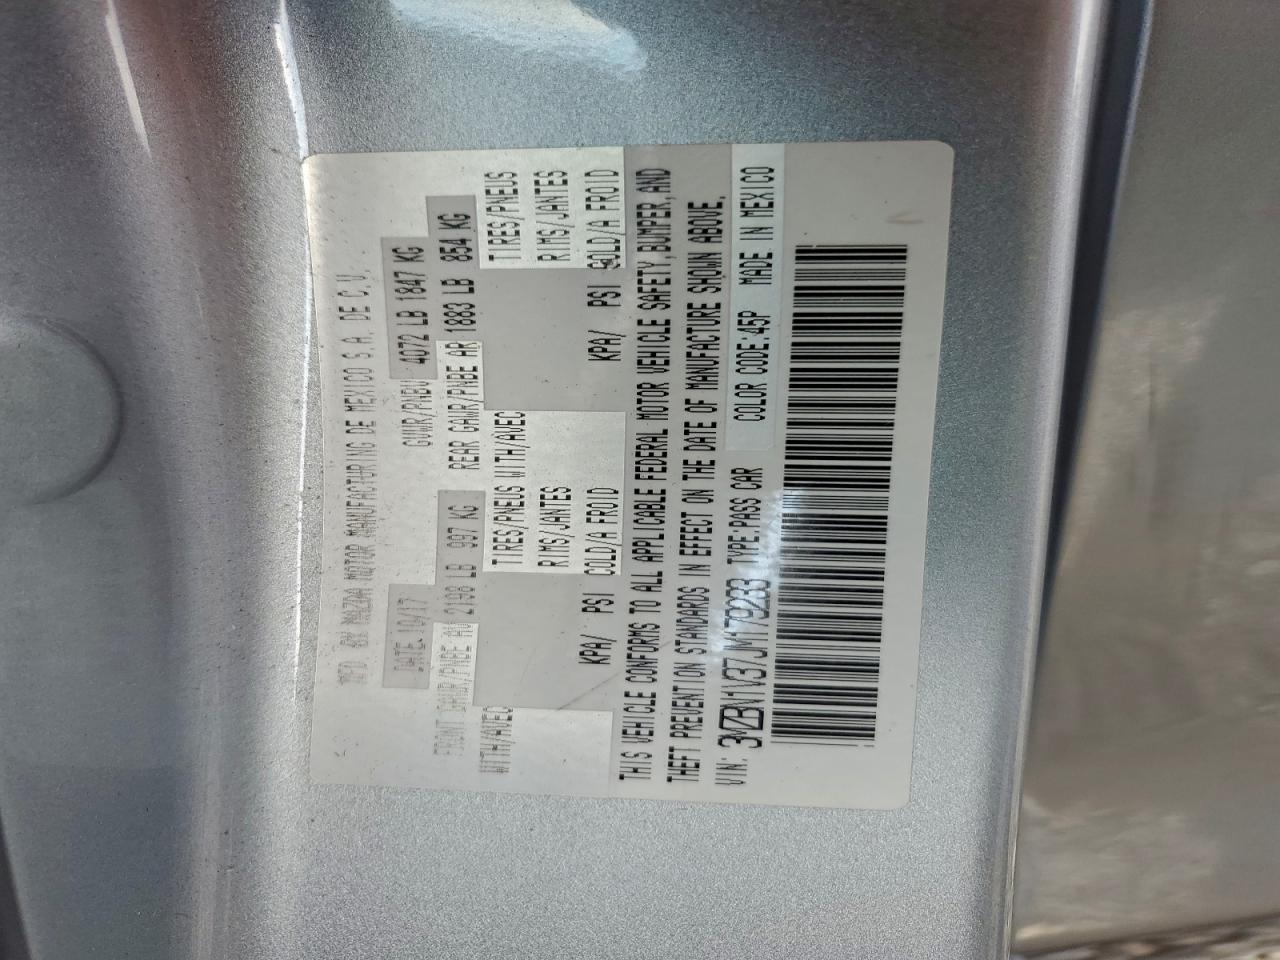 MFD BY MAZDA MOTOR MANUFACTURING DE MEXICO S.A. DE C.V.
DATE: 10/17 GVWR/PNBV 4072 LB 1847 KG
FRONT GAWR/PNBE AV 2198 LB 997 KG REAR GAWR/PNBE AR 1883 LB 854 KG
WITH/AVEC TIRES/PNEUS WITH/AVEC TIRES/PNEUS
RIMS/JANTES RIMS/JANTES
KPA/ PSI COLD/A FROID KPA/ PSI COLD/A FROID
THIS VEHICLE CONFORMS TO ALL APPLICABLE FEDERAL MOTOR VEHICLE SAFETY, BUMPER, AND
THEFT PREVENTION STANDARDS IN EFFECT ON THE DATE OF MANUFACTURE SHOWN ABOVE.
VIN: 3MZBN1V37JM179283 TYPE:PASS CAR COLOR CODE:45P MADE IN MEXICO